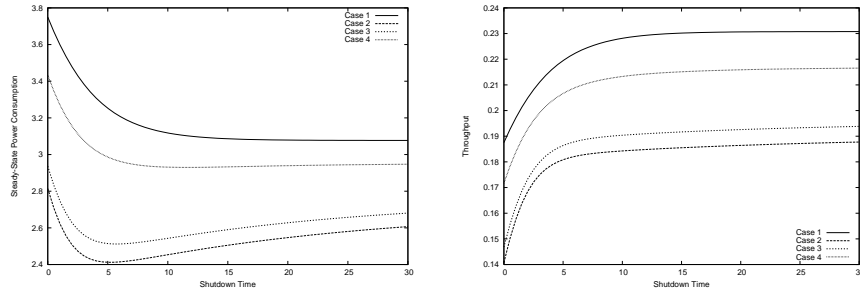 3.8
3.6
3.4
3.2
3
2.8
2.6
2.4
0
5
10
15
20
25
30
Steady-State Power Consumption
Shutdown Time
Case 1
Case 2
Case 3
Case 4
0.24
0.23
0.22
0.21
0.2
0.19
0.18
0.17
0.16
0.15
0.14
0
5
10
15
20
25
30
Throughput
Shutdown Time
Case 1
Case 2
Case 3
Case 4